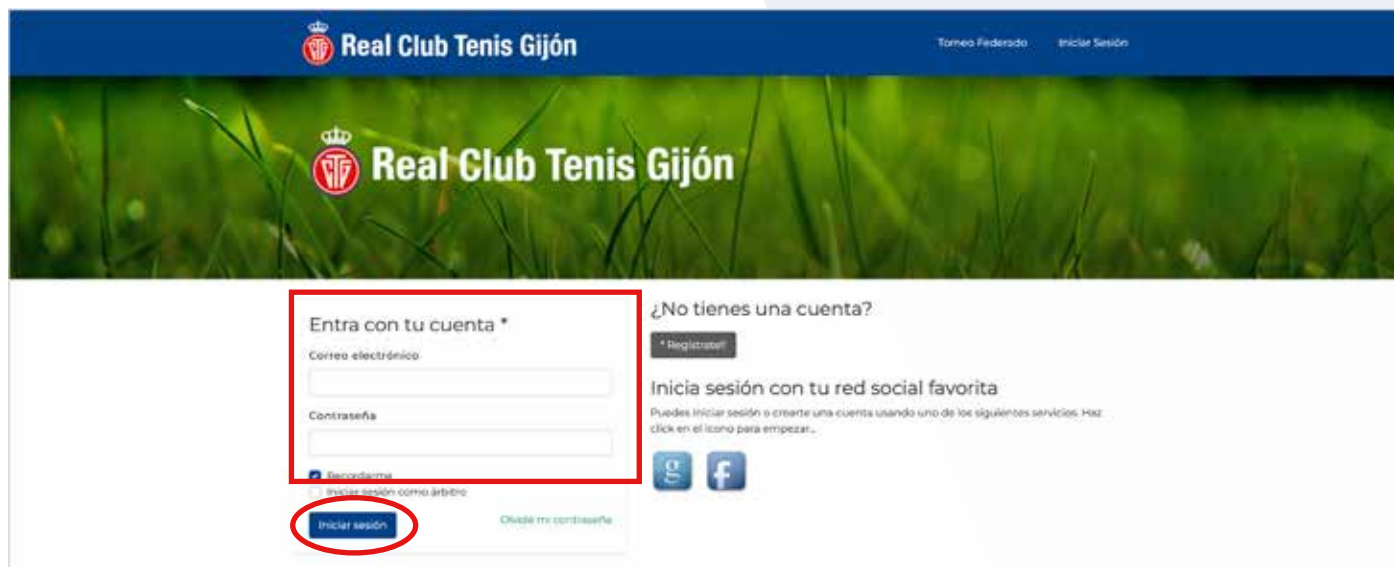 Real Club Tenis Gijón
Torneo Federado
Iniciar Sesión
Real Club Tenis Gijón
Entra con tu cuenta *
Correo electrónico
Contraseña
Recordarme
Iniciar sesión como árbitro
Iniciar sesión
Olvidé mi contraseña
¿No tienes una cuenta?
* Regístrate!!
Inicia sesión con tu red social favorita
Puedes iniciar sesión o crearte una cuenta usando uno de los siguientes servicios. Haz
click en el icono para empezar...
g f